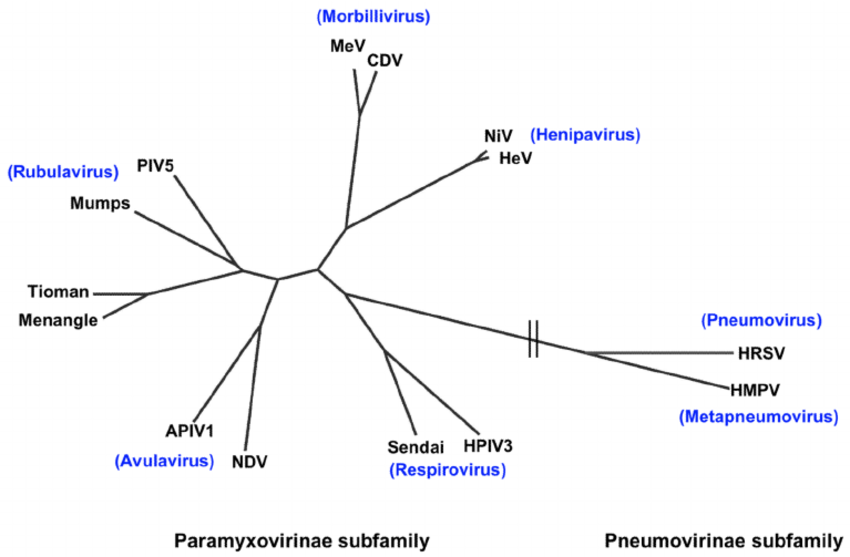 (Morbillivirus)
MeV
CDV
NiV
(Henipavirus)
HeV
PIV5
(Rubulavirus)
Mumps
Tioman
Menangle
(Pneumovirus)
HRSV
HMPV
(Metapneumovirus)
APIV1
(Avulavirus)
NDV
Sendai
HPIV3
(Respirovirus)
Paramyxovirinae subfamily
Pneumovirinae subfamily